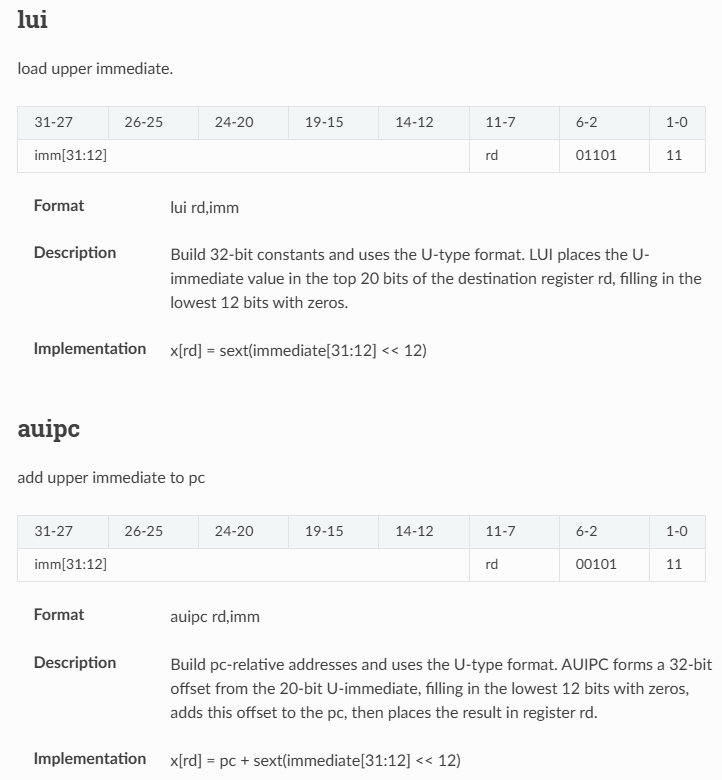 lui
load upper immediate.
31-27 26-25 24-20 19-15 14-12 11-7 6-2 1-0
imm[31:12] rd 01101 11
Format lui rd,imm
Description Build 32-bit constants and uses the U-type format. LUI places the U-
immediate value in the top 20 bits of the destination register rd, filling in the
lowest 12 bits with zeros.
Implementation x[rd] = sext(immediate[31:12] << 12)
auipc
add upper immediate to pc
31-27 26-25 24-20 19-15 14-12 11-7 6-2 1-0
imm[31:12] rd 00101 11
Format auipc rd,imm
Description Build pc-relative addresses and uses the U-type format. AUIPC forms a 32-bit
offset from the 20-bit U-immediate, filling in the lowest 12 bits with zeros,
adds this offset to the pc, then places the result in register rd.
Implementation x[rd] = pc + sext(immediate[31:12] << 12)